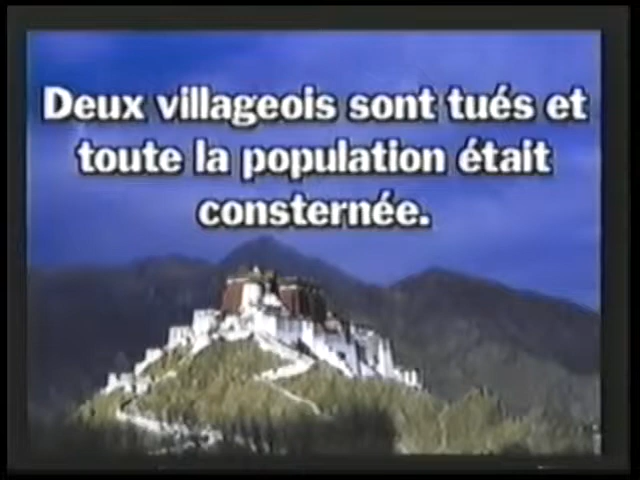 Deux villageois sont tués et
toute la population était
consternée.